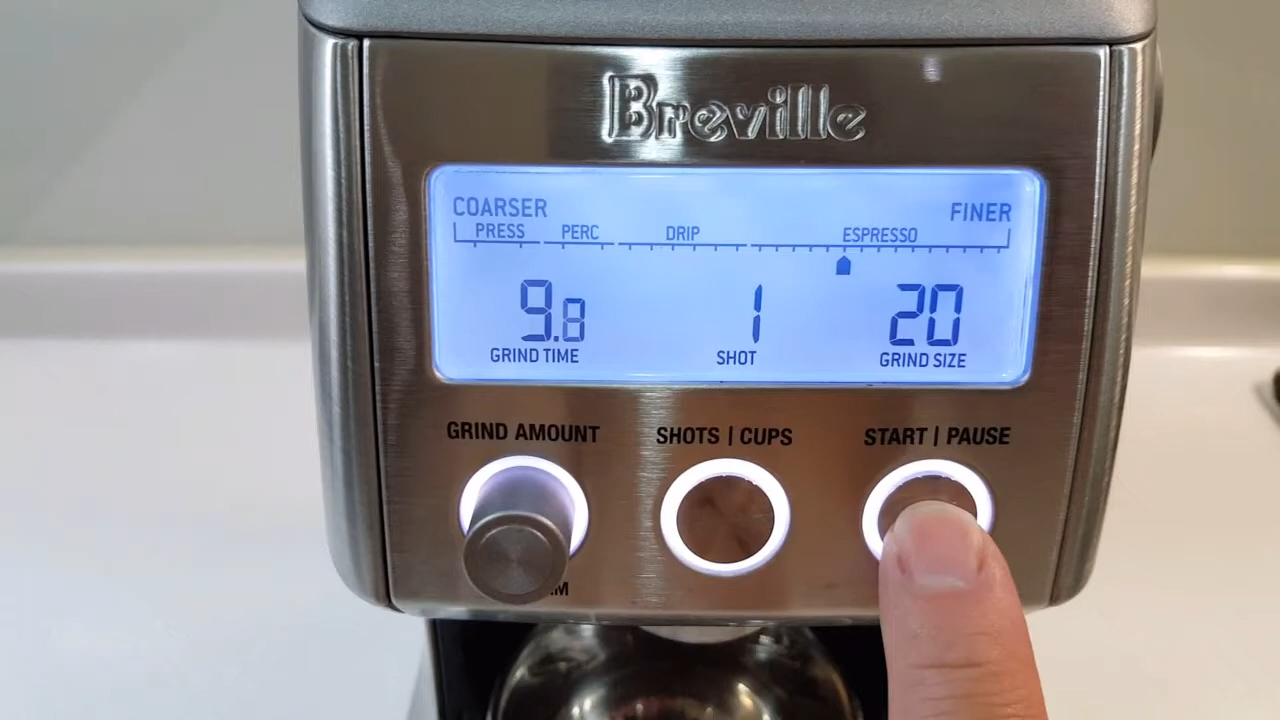 Breville
COARSER FINER
PRESS PERC DRIP ESPRESSO
9.8 1 20
GRIND TIME SHOT GRIND SIZE
GRIND AMOUNT SHOTS | CUPS START | PAUSE